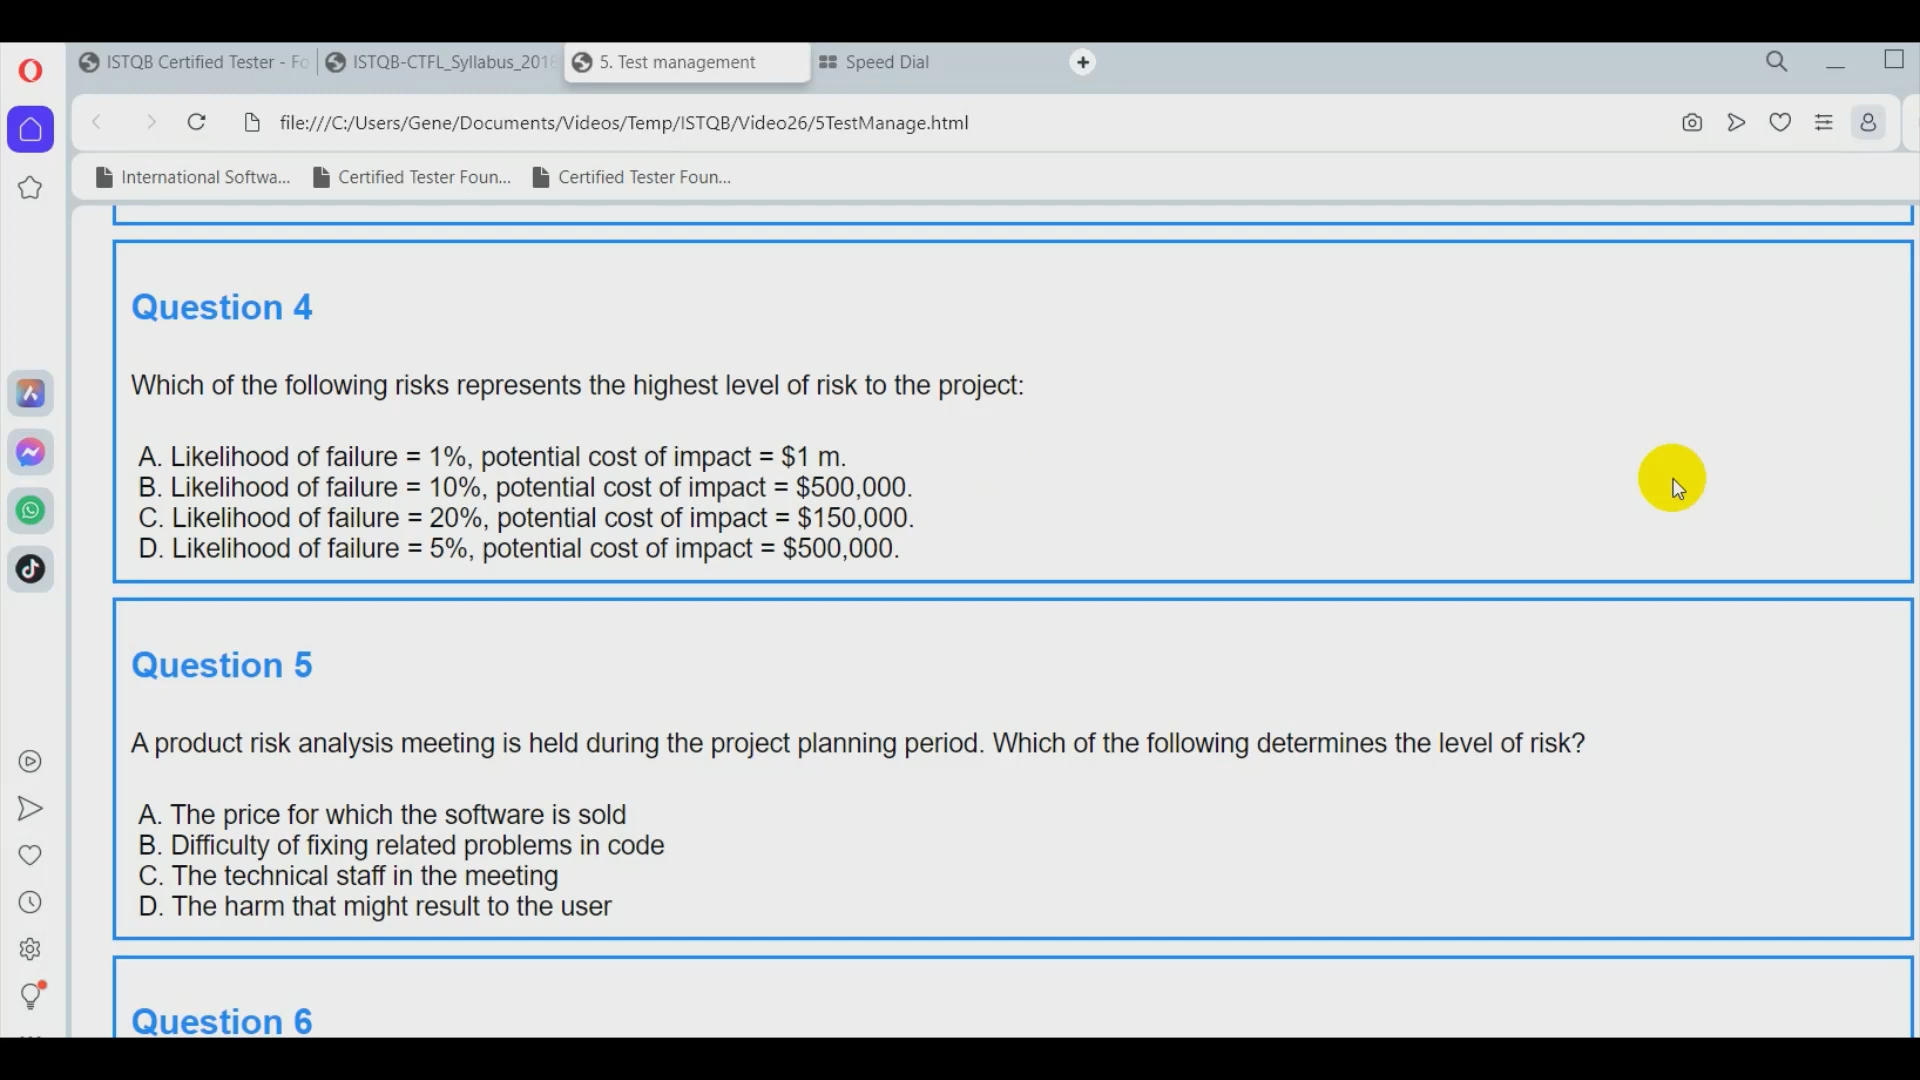 ISTQB Certified Tester - Fo
ISTQB-CTFL_Syllabus_2018
5. Test management
Speed Dial
file:///C:/Users/Gene/Documents/Videos/Temp/ISTQB/Video26/5TestManage.html
International Softwa...
Certified Tester Foun...
Certified Tester Foun...
Question 4
Which of the following risks represents the highest level of risk to the project:
A. Likelihood of failure = 1%, potential cost of impact = $1 m.
B. Likelihood of failure = 10%, potential cost of impact = $500,000.
C. Likelihood of failure = 20%, potential cost of impact = $150,000.
D. Likelihood of failure = 5%, potential cost of impact = $500,000.
Question 5
A product risk analysis meeting is held during the project planning period. Which of the following determines the level of risk?
A. The price for which the software is sold
B. Difficulty of fixing related problems in code
C. The technical staff in the meeting
D. The harm that might result to the user
Question 6